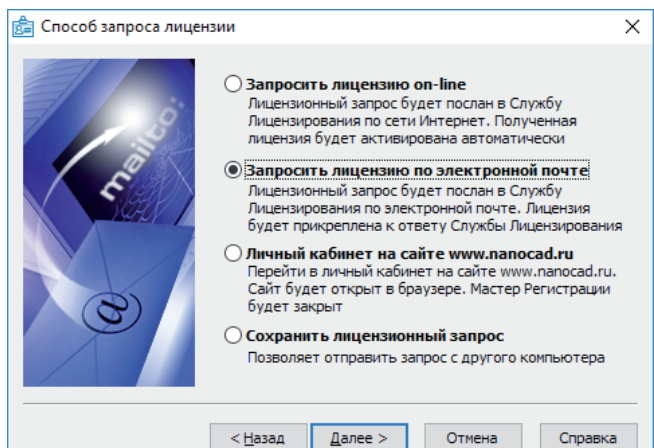 Способ запроса лицензии
Запросить лицензию on-line
Лицензионный запрос будет послан в Службу
Лицензирования по сети Интернет. Полученная
лицензия будет активирована автоматически
mailto:
Запросить лицензию по электронной почте
Лицензионный запрос будет послан в Службу
Лицензирования по электронной почте. Лицензия
будет прикреплена к ответу Службы Лицензирования
Личный кабинет на сайте www.nanocad.ru
Перейти в личный кабинет на сайте www.nanocad.ru.
Сайт будет открыт в браузере. Мастер Регистрации
будет закрыт
@
Сохранить лицензионный запрос
Позволяет отправить запрос с другого компьютера
< Назад Далее > Отмена Справка